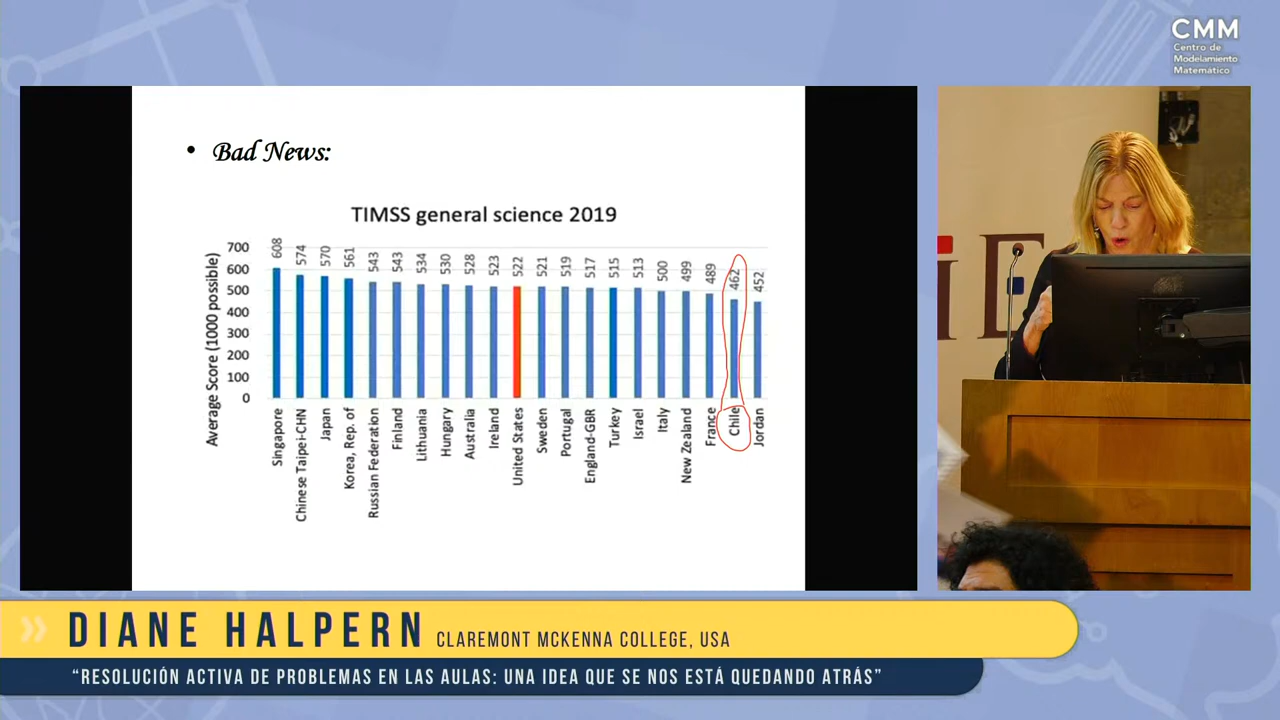 CMM
Centro de
Modelamiento
Matemático
• Bad News:
TIMSS general science 2019
Average Score (1000 possible)
700
600
500
400
300
200
100
0
608
574
570
561
543
543
534
530
528
523
522
521
519
517
515
513
500
499
489
462
452
Singapore
Chinese Taipei-CHN
Japan
Korea, Rep. of
Russian Federation
Finland
Lithuania
Hungary
Australia
Ireland
United States
Sweden
Portugal
England-GBR
Turkey
Israel
Italy
New Zealand
France
Chile
Jordan
DIANE HALPERN CLAREMONT MCKENNA COLLEGE, USA
“RESOLUCIÓN ACTIVA DE PROBLEMAS EN LAS AULAS: UNA IDEA QUE SE NOS ESTÁ QUEDANDO ATRÁS”